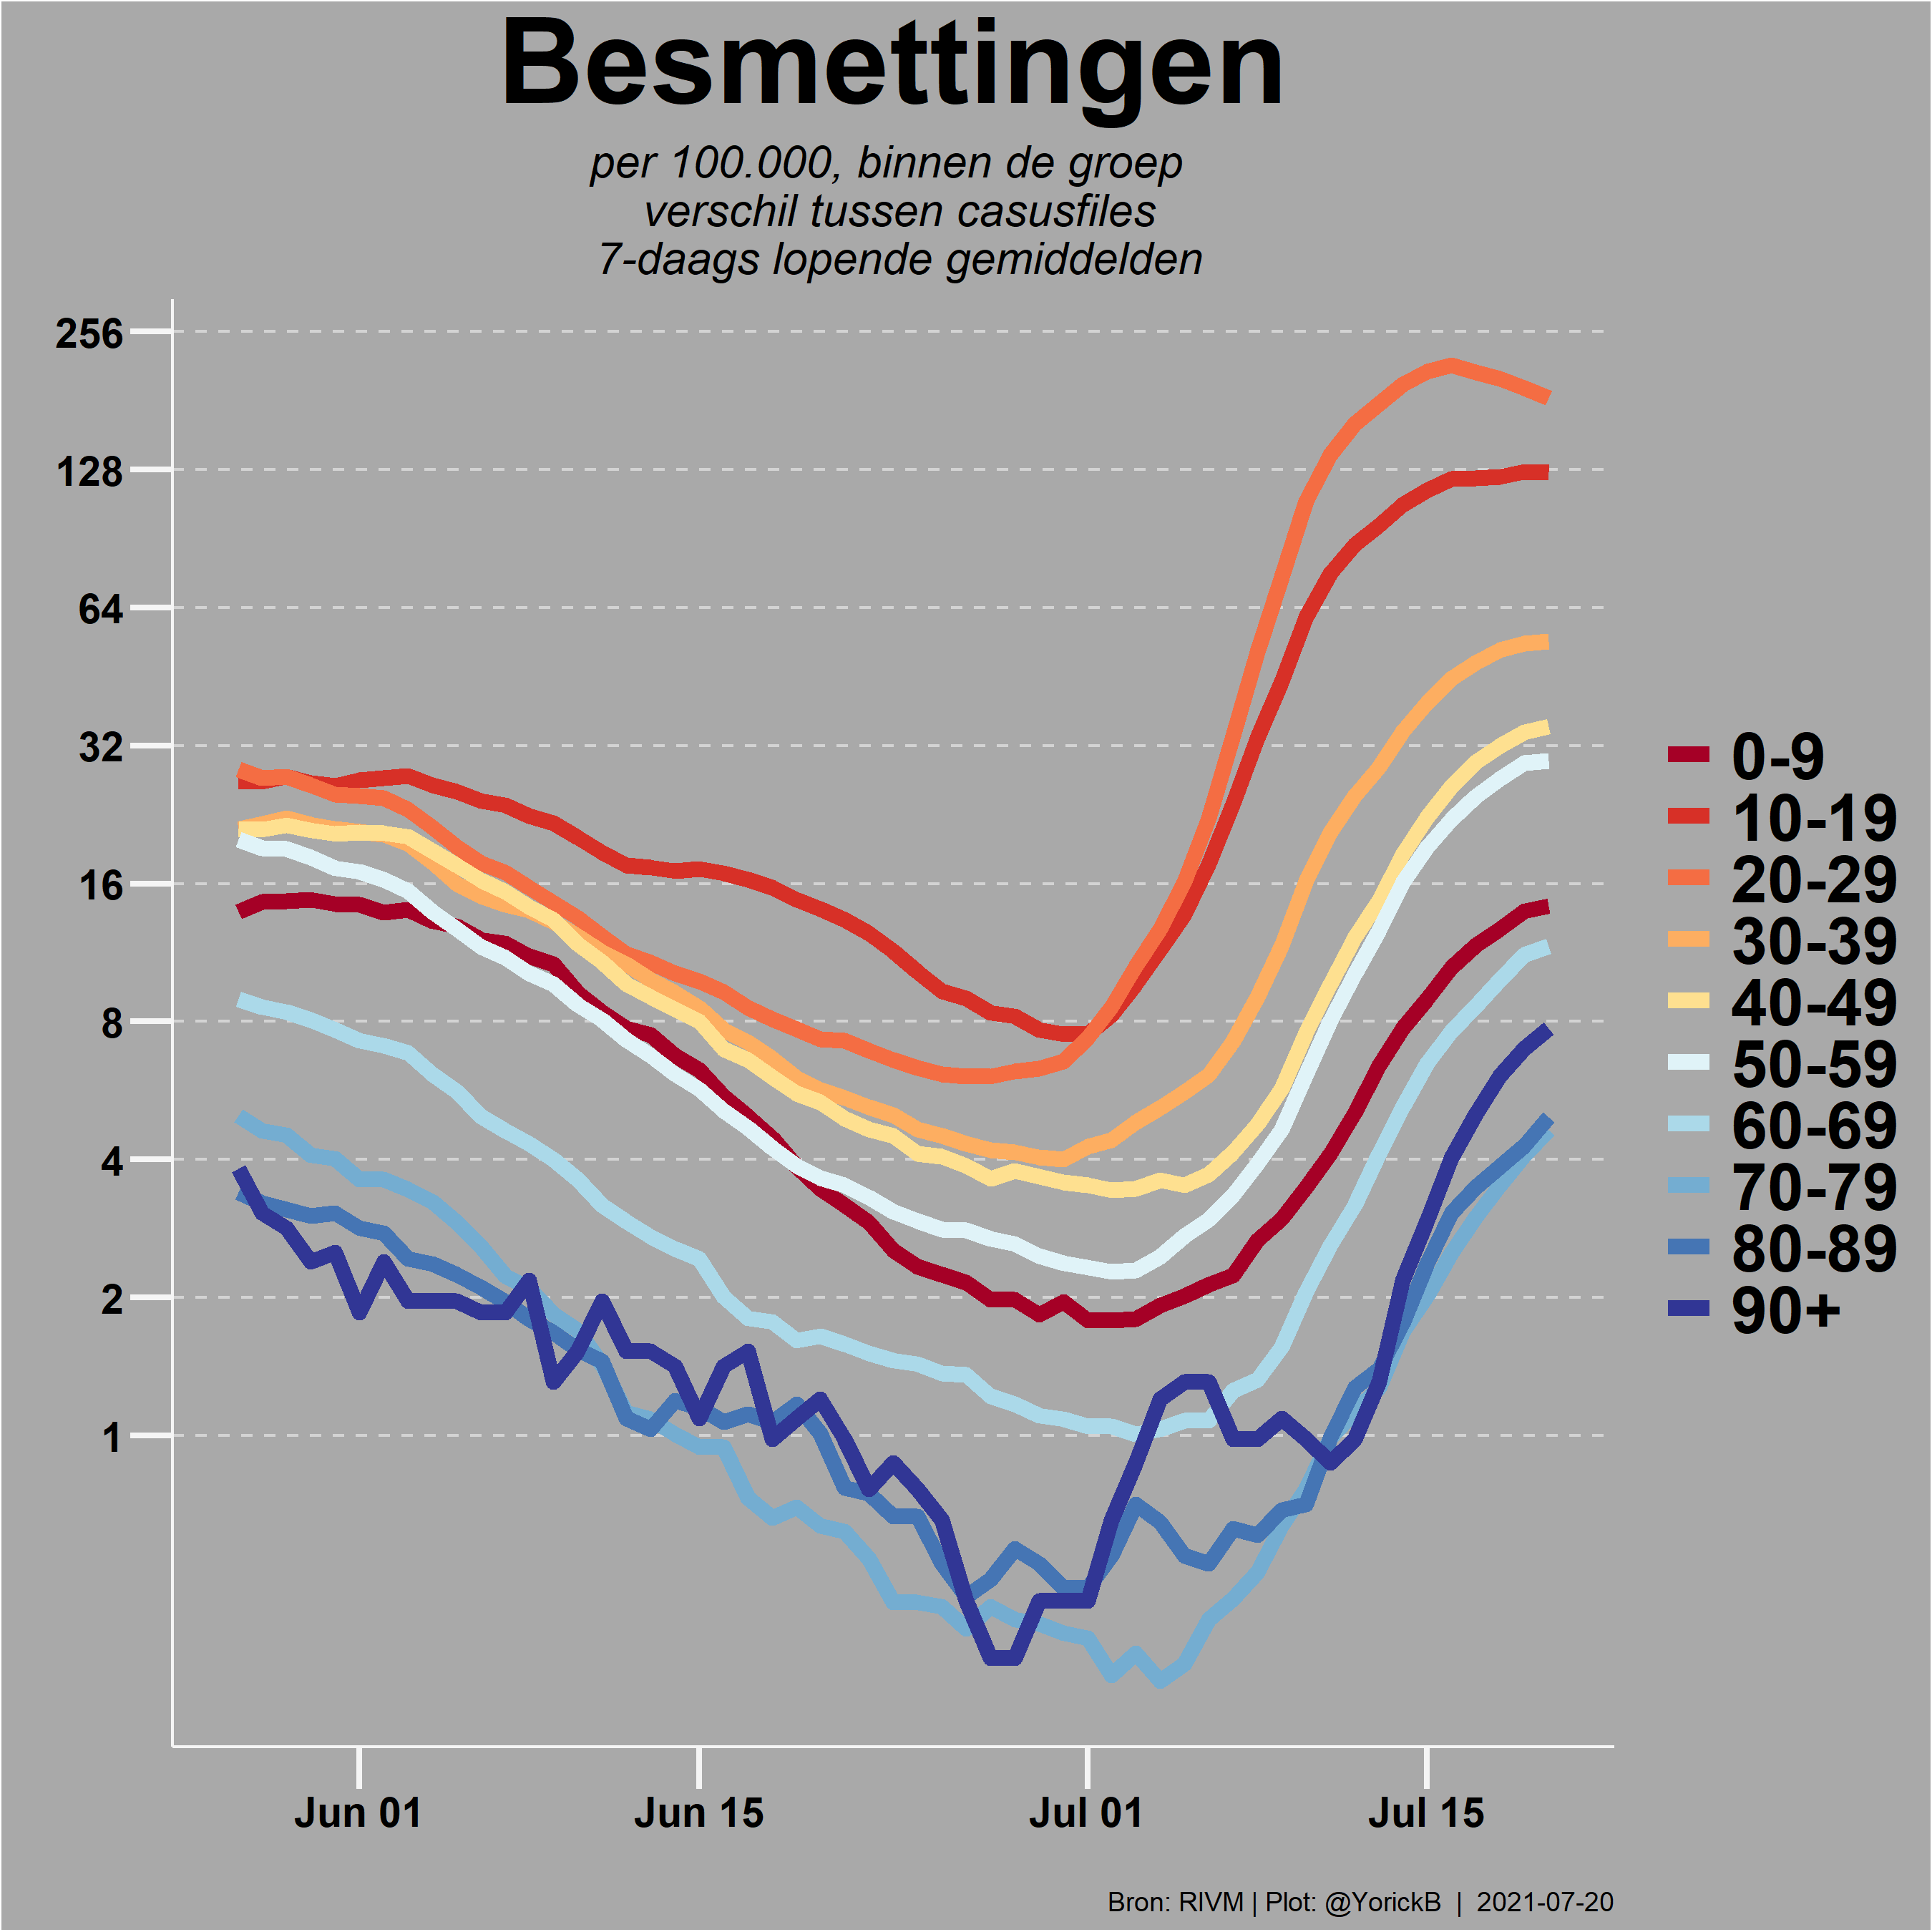 Besmettingen
per 100.000, binnen de groep
verschil tussen casusfiles
7-daags lopende gemiddelden
256
128
64
32
16
8
4
2
1
Jun 01
Jun 15
Jul 01
Jul 15
0-9
10-19
20-29
30-39
40-49
50-59
60-69
70-79
80-89
90+
Bron: RIVM | Plot: @YorickB | 2021-07-20